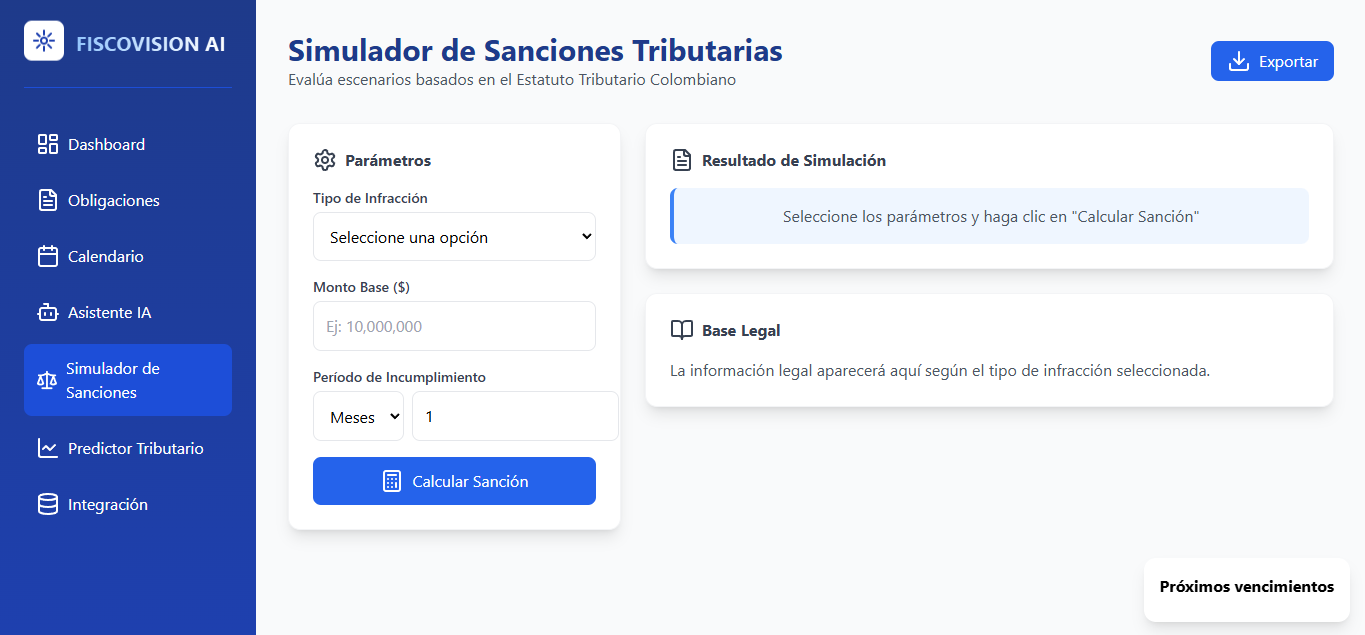 FISCOVISION AI
Dashboard
Obligaciones
Calendario
Asistente IA
Simulador de
Sanciones
Predictor Tributario
Integración
Simulador de Sanciones Tributarias
Evalúa escenarios basados en el Estatuto Tributario Colombiano
Exportar
Parámetros
Tipo de Infracción
Seleccione una opción
Monto Base ($)
Ej: 10,000,000
Período de Incumplimiento
Meses
1
Calcular Sanción
Resultado de Simulación
Seleccione los parámetros y haga clic en "Calcular Sanción"
Base Legal
La información legal aparecerá aquí según el tipo de infracción seleccionada.
Próximos vencimientos